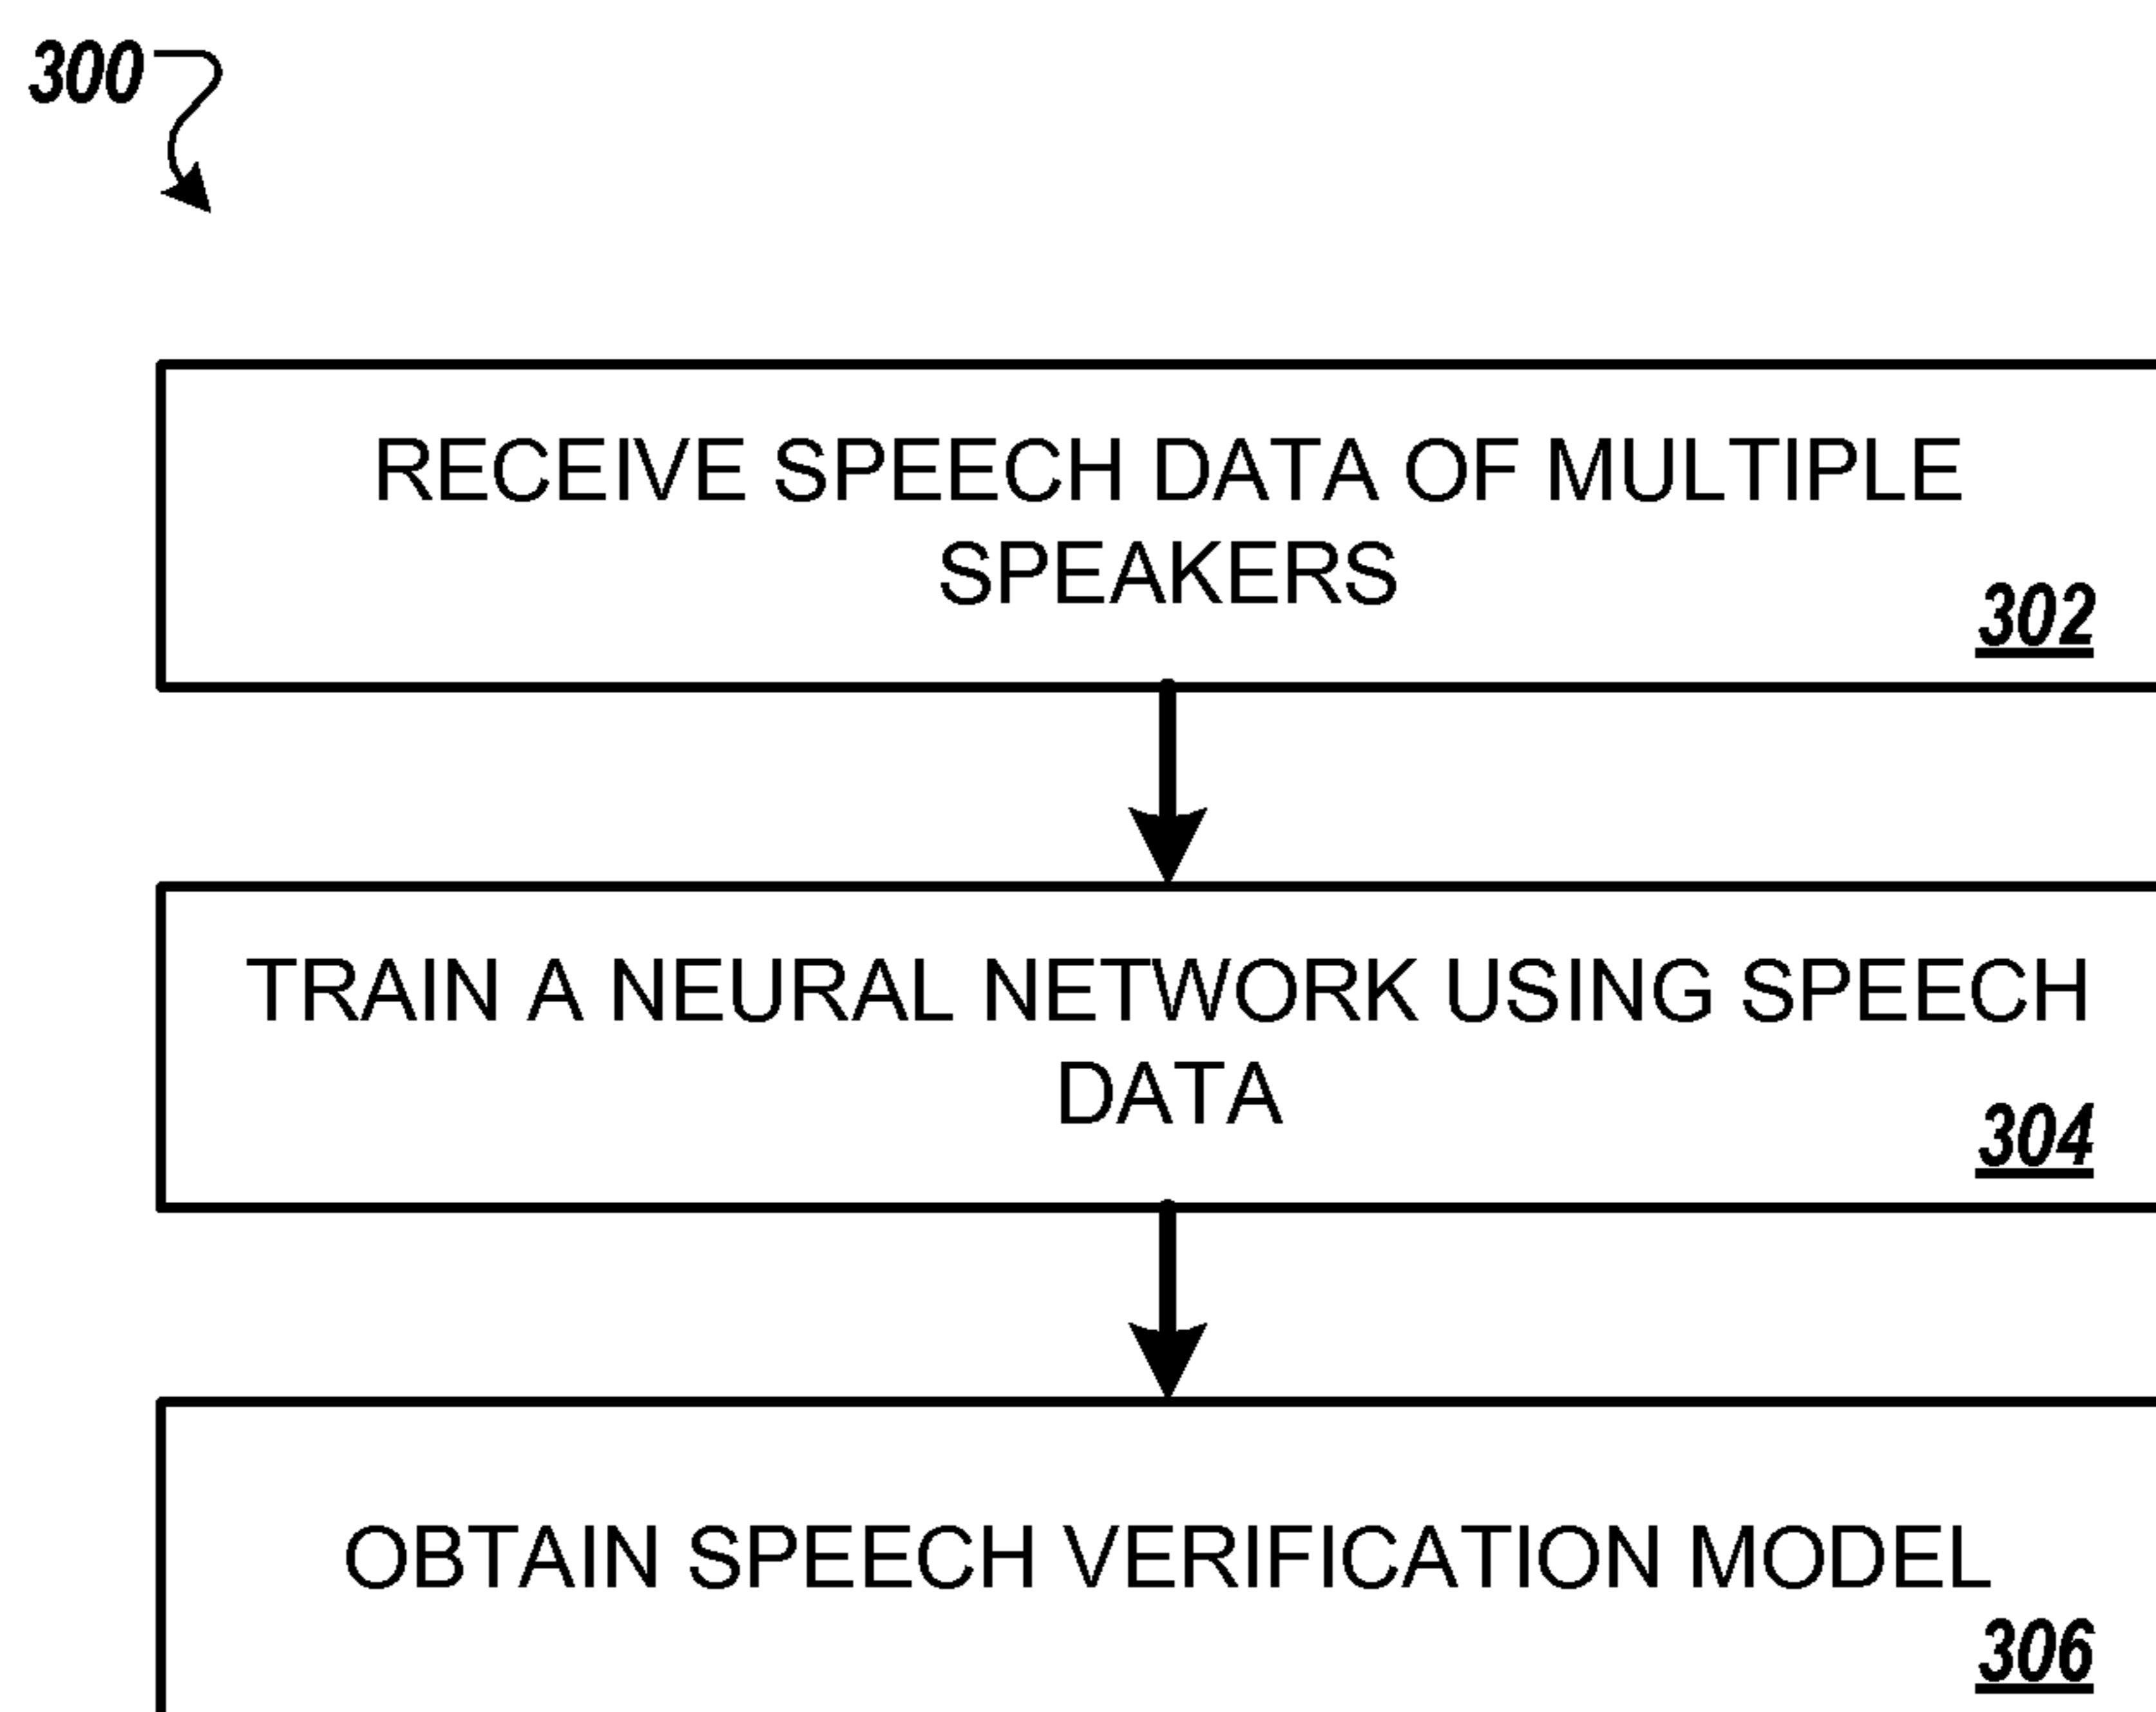 300
RECEIVE SPEECH DATA OF MULTIPLE
SPEAKERS
302
TRAIN A NEURAL NETWORK USING SPEECH
DATA
304
OBTAIN SPEECH VERIFICATION MODEL
306